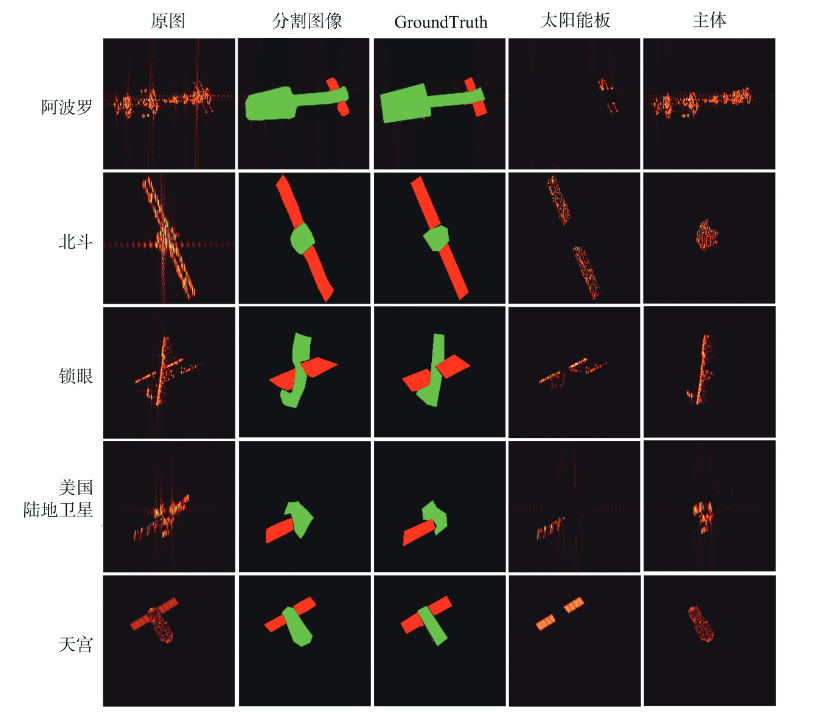 原图 分割图像 GroundTruth 太阳能板 主体
阿波罗
北斗
锁眼
美国
陆地卫星
天宫